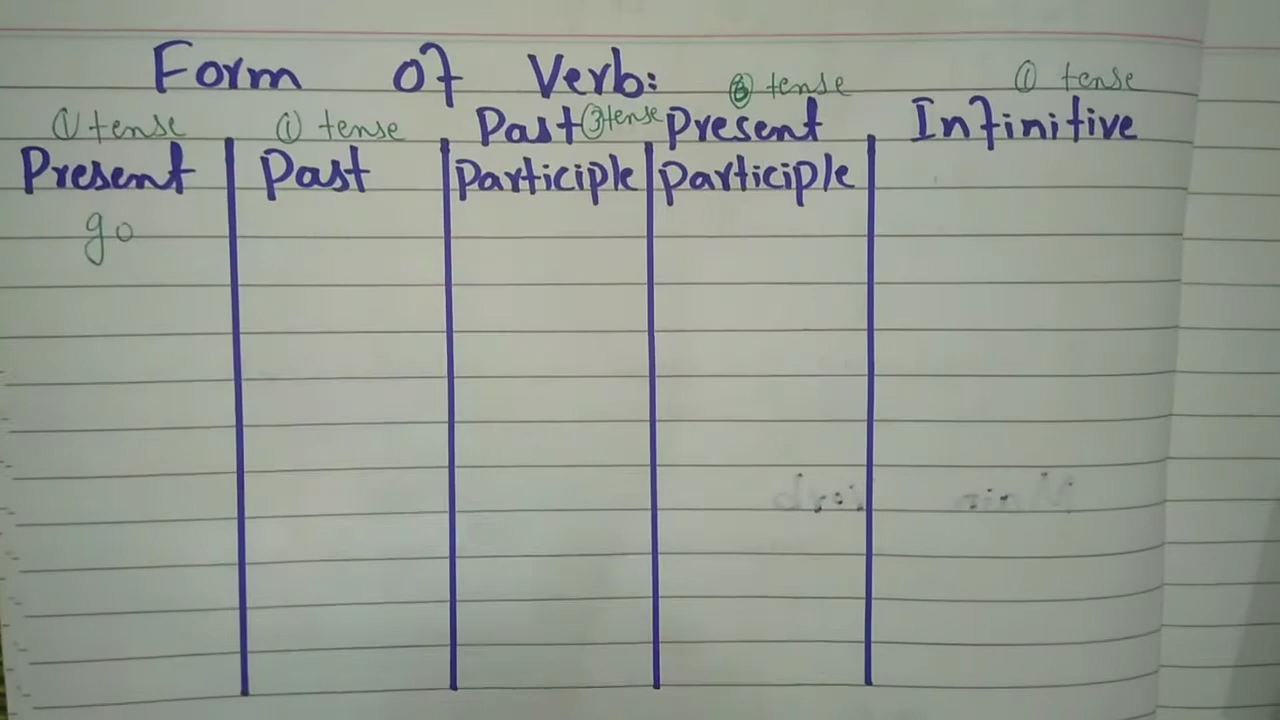 Form of Verb:
① tense ① tense ③ tense tense ① tense
Present Past Past Participle Present Participle Infinitive
go